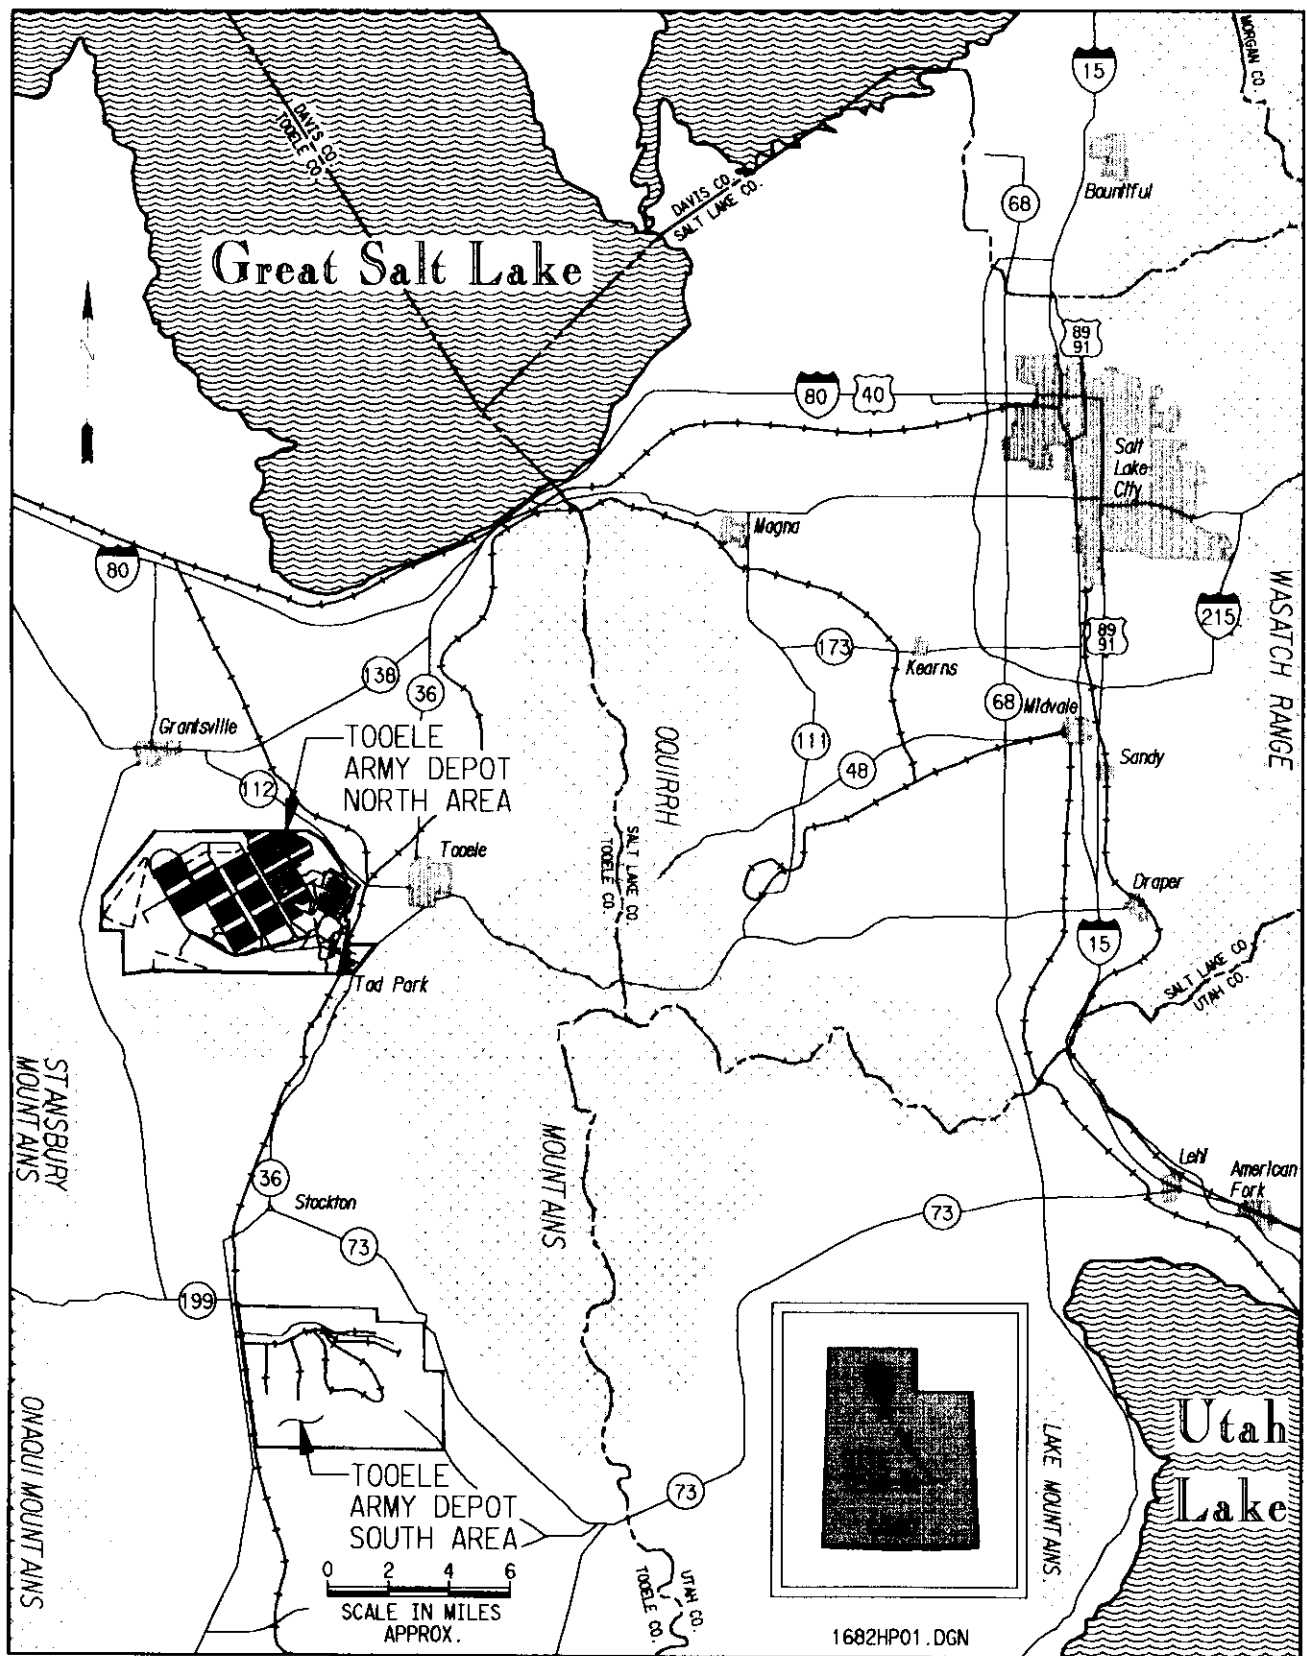 MORGAN CO.
15
DAVIS CO.
TOOELE CO.
Bountiful
DAVIS CO.
SALT LAKE CO.
68
Great Salt Lake
89
91
80
40
Salt
Lake
City
Magna
80
WASATCH RANGE
215
89
91
173
Kearns
138
36
68
Midvale
Grantsville
TOOELE
ARMY DEPOT
NORTH AREA
OQUIRRH
111
48
Sandy
112
SALT LAKE CO.
TOOELE CO.
Tooele
Draper
15
SALT LAKE CO
UTAH CO.
Tad Park
STANSBURY
MOUNTAINS
MOUNTAINS
Lehi
American
Fork
36
Stockton
73
73
199
ONAQUI MOUNTAINS
LAKE MOUNTAINS
Utah
Lake
TOOELE
ARMY DEPOT
SOUTH AREA
73
0 2 4 6
SCALE IN MILES
APPROX.
UTAH CO.
TOOELE CO.
1682HP01.DGN